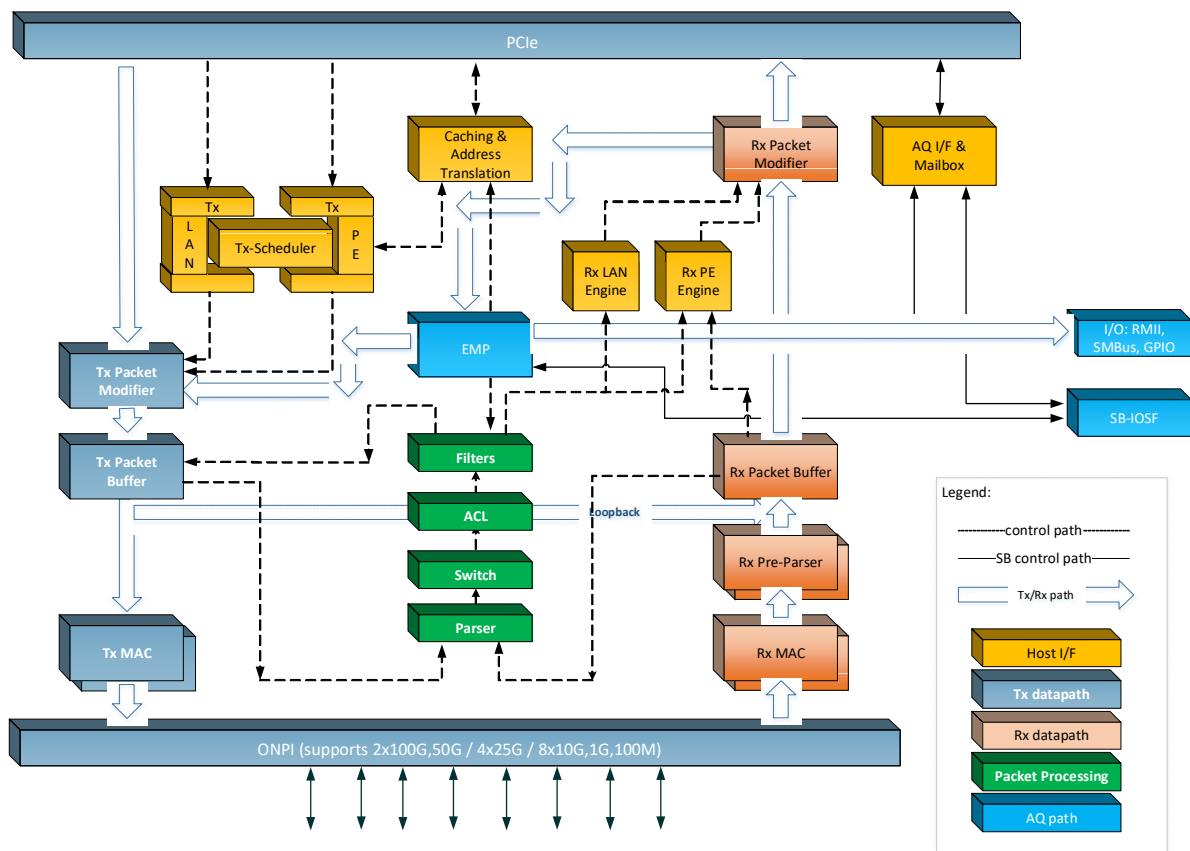 PCIe
Caching &
Address
Translation
Rx Packet
Modifier
AQ I/F &
Mailbox
Tx
Tx
L
A
N
Tx-Scheduler
P
E
Rx LAN
Engine
Rx PE
Engine
EMP
I/O: RMII,
SMBus, GPIO
Tx Packet
Modifier
SB-IOSF
Tx Packet
Buffer
Filters
Rx Packet Buffer
ACL
Loopback
Switch
Rx Pre-Parser
Parser
Tx MAC
Rx MAC
ONPI (supports 2x100G,50G / 4x25G / 8x10G,1G,100M)
Legend:
control path
SB control path
Tx/Rx path
Host I/F
Tx datapath
Rx datapath
Packet Processing
AQ path